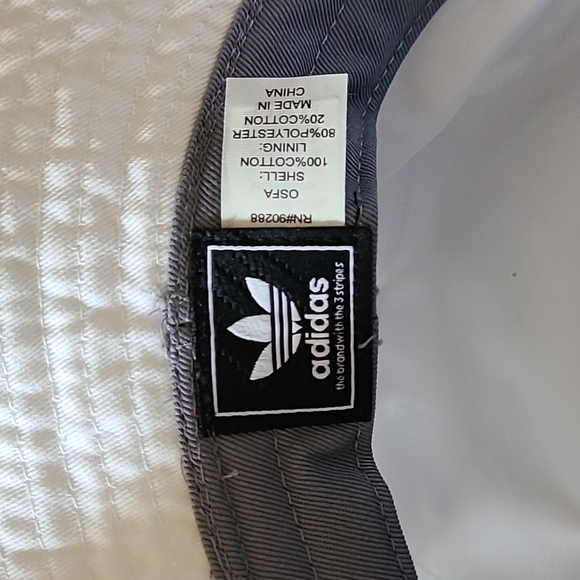 RN#90288
OSFA
SHELL:
100%COTTON
LINING:
80%POLYESTER
20%COTTON
MADE IN
CHINA
adidas
the brand with the 3 stripes